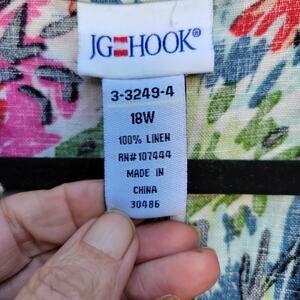 JG HOOK®
3-3249-4
18W
100% LINEN
RN#107444
MADE IN
CHINA
30486